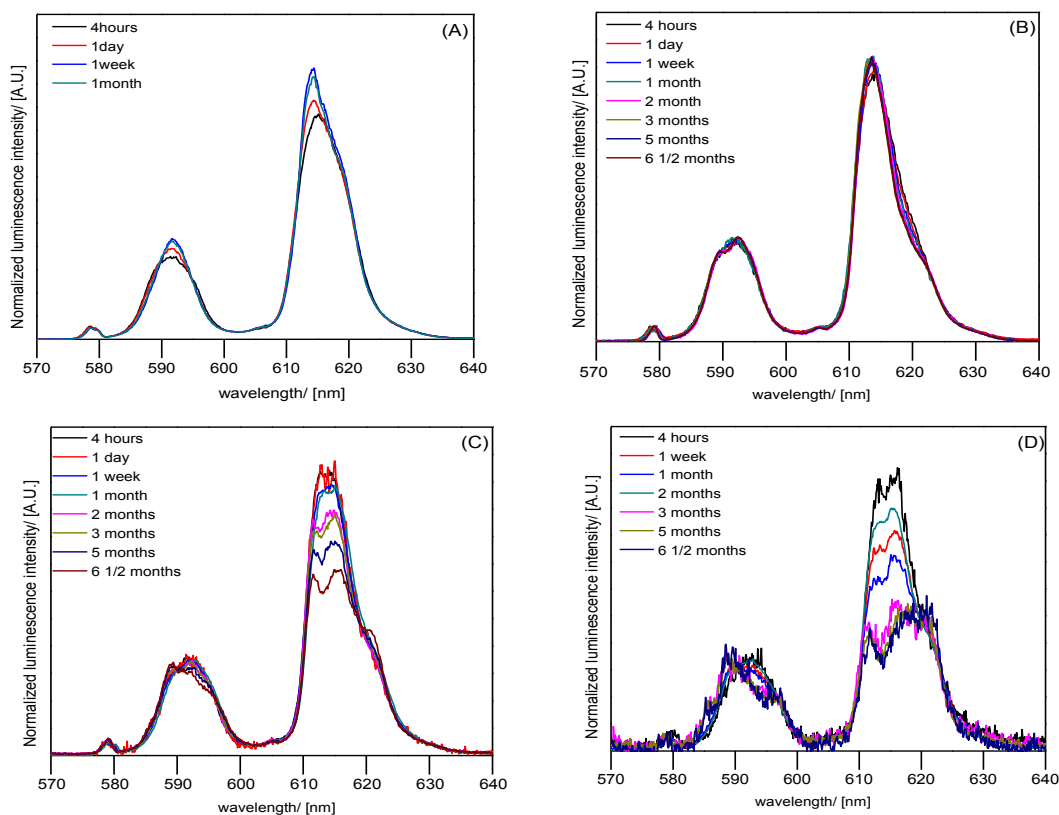 (A)
4hours
1day
1week
1month
Normalized luminescence intensity/ [A.U.]
570 580 590 600 610 620 630 640
wavelength/ [nm]
(B)
4 hours
1 day
1 week
1 month
2 month
3 months
5 months
6 1/2 months
Normalized luminescence intensity/ [A.U.]
570 580 590 600 610 620 630 640
wavelength/ [nm]
(C)
4 hours
1 day
1 week
1 month
2 months
3 months
5 months
6 1/2 months
Normalized luminescence intensity/ [A.U.]
570 580 590 600 610 620 630 640
wavelength/ [nm]
(D)
4 hours
1 week
1 month
2 months
3 months
5 months
6 1/2 months
Normalized luminescence intensity/ [A.U.]
570 580 590 600 610 620 630 640
wavelength/ [nm]